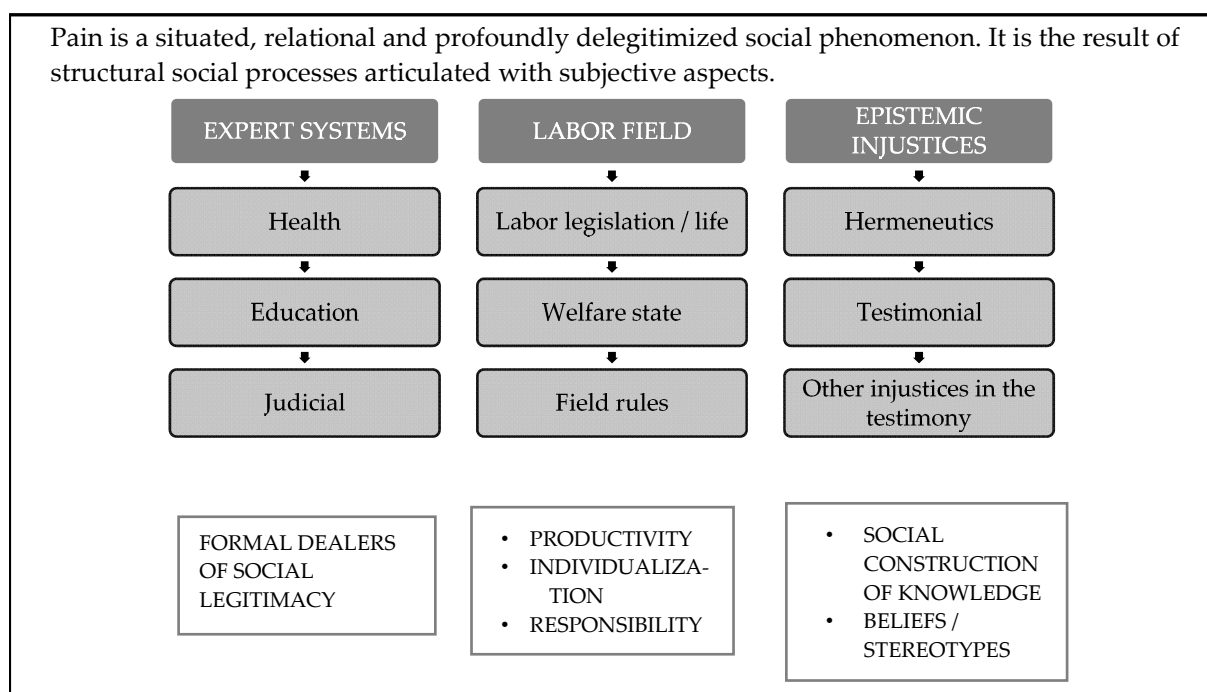 Pain is a situated, relational and profoundly delegitimized social phenomenon. It is the result of
structural social processes articulated with subjective aspects.
EXPERT SYSTEMS
Health
Education
Judicial
FORMAL DEALERS
OF SOCIAL
LEGITIMACY
LABOR FIELD
Labor legislation / life
Welfare state
Field rules
• PRODUCTIVITY
• INDIVIDUALIZA-
TION
• RESPONSIBILITY
EPISTEMIC
INJUSTICES
Hermeneutics
Testimonial
Other injustices in the
testimony
• SOCIAL
CONSTRUCTION
OF KNOWLEDGE
• BELIEFS /
STEREOTYPES